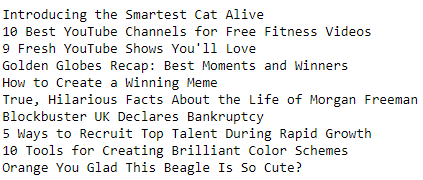 Introducing the Smartest Cat Alive
10 Best YouTube Channels for Free Fitness Videos
9 Fresh YouTube Shows You'll Love
Golden Globes Recap: Best Moments and Winners
How to Create a Winning Meme
True, Hilarious Facts About the Life of Morgan Freeman
Blockbuster UK Declares Bankruptcy
5 Ways to Recruit Top Talent During Rapid Growth
10 Tools for Creating Brilliant Color Schemes
Orange You Glad This Beagle Is So Cute?